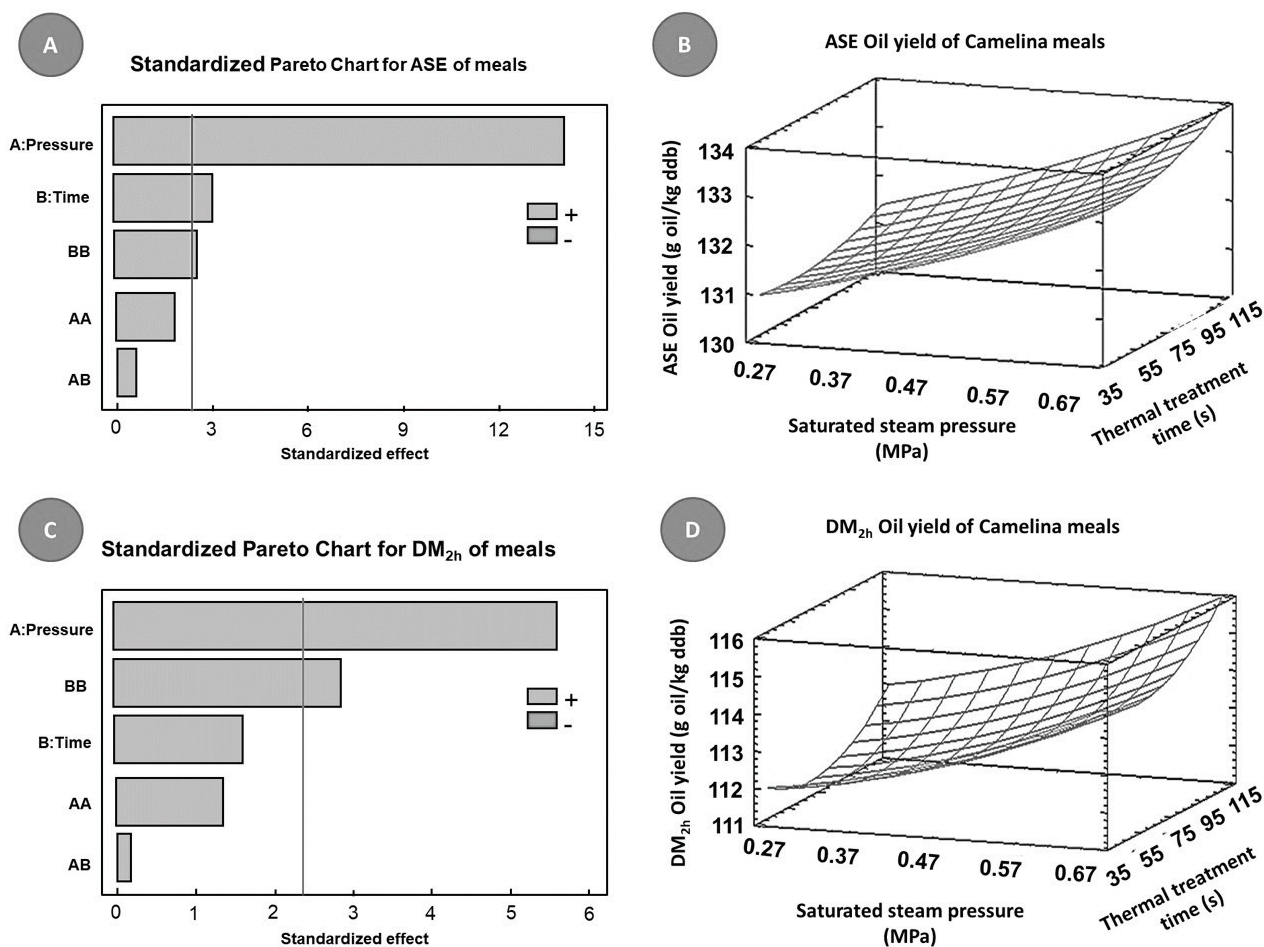 A
Standardized Pareto Chart for ASE of meals
A:Pressure
B:Time
BB
AA
AB
+
-
0 3 6 9 12 15
Standardized effect
B
ASE Oil yield of Camelina meals
ASE Oil yield (g oil/kg ddb)
134
133
132
131
130
0.27 0.37 0.47 0.57 0.67
Saturated steam pressure
(MPa)
35 55 75 95 115
Thermal treatment
time (s)
C
Standardized Pareto Chart for DM2h of meals
A:Pressure
BB
B:Time
AA
AB
+
-
0 1 2 3 4 5 6
Standardized effect
D
DM2h Oil yield of Camelina meals
DM2h Oil yield (g oil/kg ddb)
116
115
114
113
112
111
0.27 0.37 0.47 0.57 0.67
Saturated steam pressure
(MPa)
35 55 75 95 115
Thermal treatment
time (s)